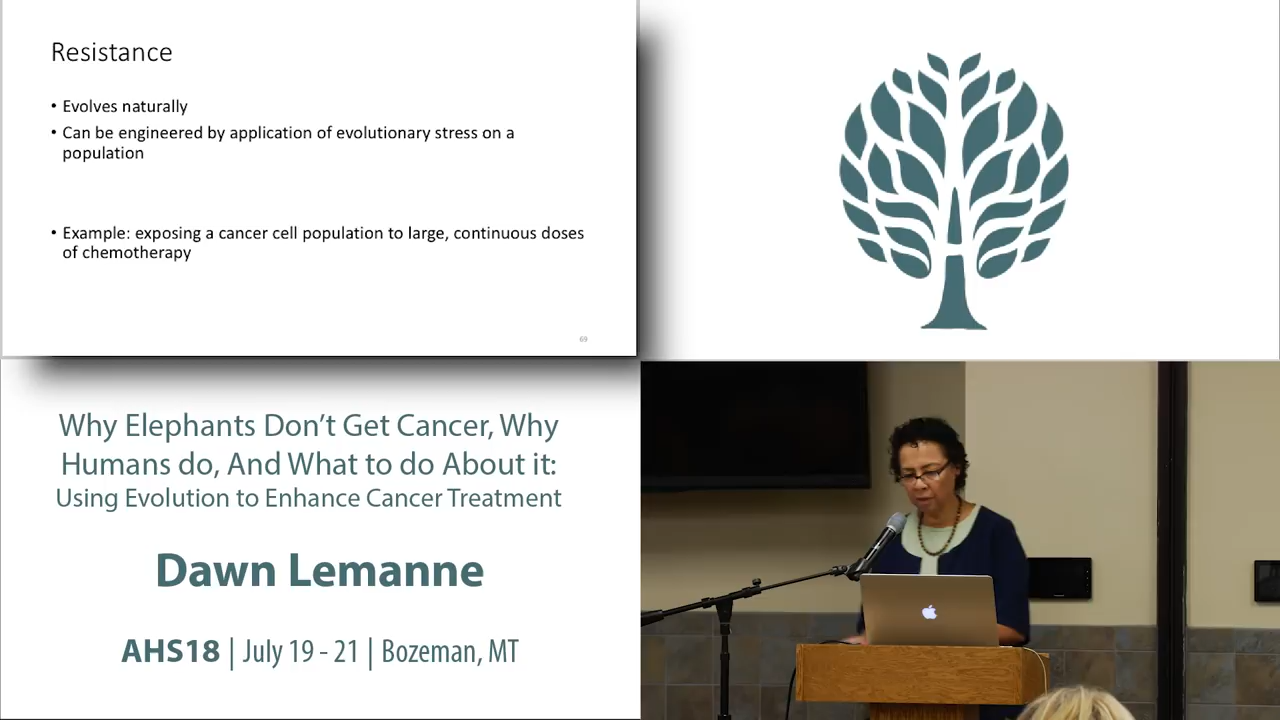 Resistance
• Evolves naturally
• Can be engineered by application of evolutionary stress on a
population
• Example: exposing a cancer cell population to large, continuous doses
of chemotherapy
69
Why Elephants Don’t Get Cancer, Why
Humans do, And What to do About it:
Using Evolution to Enhance Cancer Treatment
Dawn Lemanne
AHS18 | July 19 - 21 | Bozeman, MT